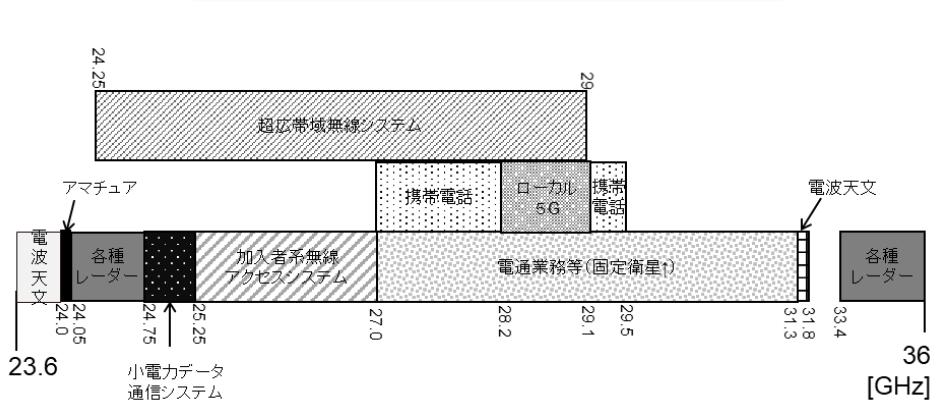 24.25
29
超広帯域無線システム
アマチュア
携帯電話
ローカル
5G
携帯
電話
電波天文
電波天文
各種
レーダー
加入者系無線
アクセスシステム
電通業務等(固定衛星↑)
各種
レーダー
24.0
24.05
24.75
25.25
27.0
28.2
29.1
29.5
31.3
31.8
33.4
23.6
小電力データ
通信システム
36
[GHz]